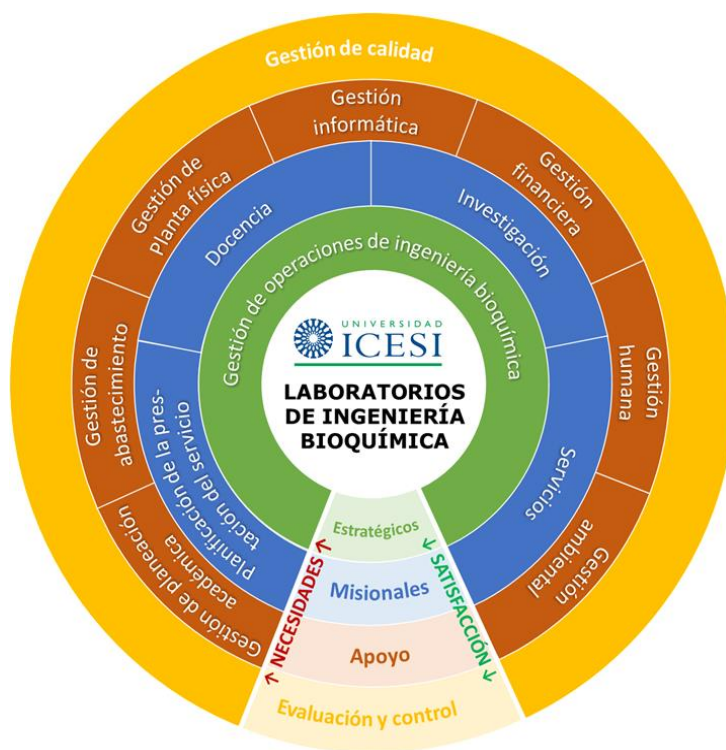 Gestión de calidad
Gestión
informática
Gestión de
Planta física
Gestión
financiera
Docencia
Investigación
Gestión de operaciones de ingeniería bioquímica
UNIVERSIDAD
ICESI
LABORATORIOS
DE INGENIERÍA
BIOQUÍMICA
Gestión de
abastecimiento
Gestión
humana
Planificación de la pres-
tación del servicio
Servicios
Gestión de planeación
académica
Gestión
ambiental
Estratégicos
Misionales
Apoyo
Evaluación y control
↑ NECESIDADES ↑
↓ SATISFACCIÓN ↓